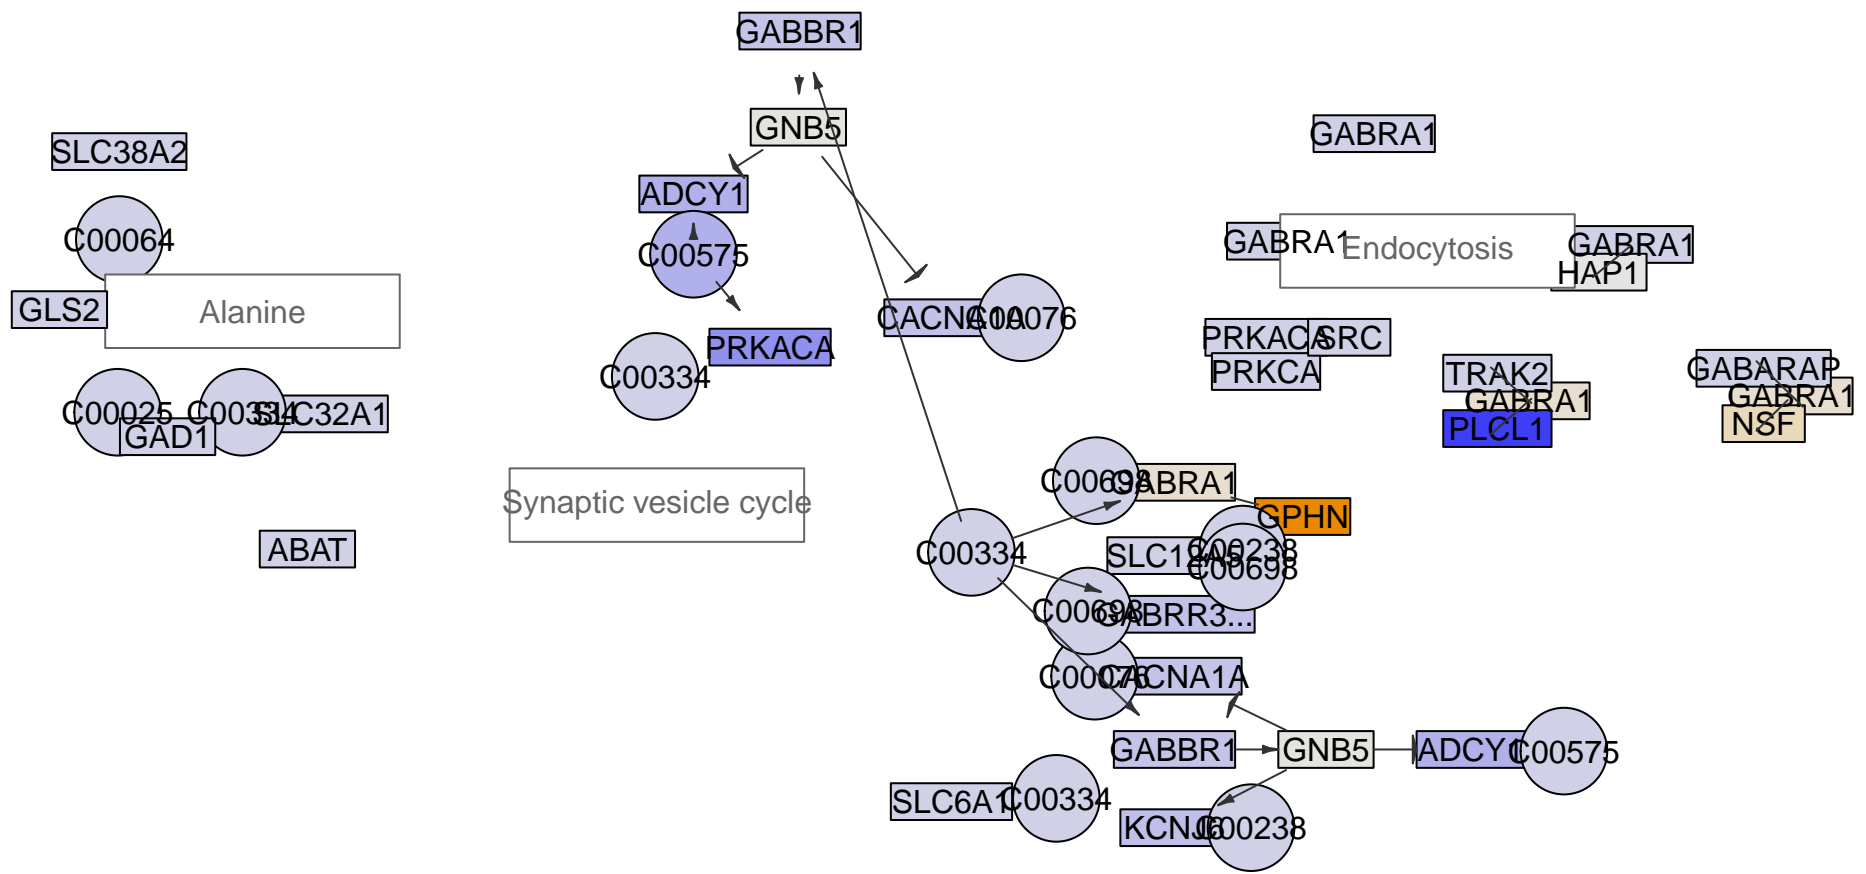 GABBR1
GNB5
GABRA1
SLC38A2
ADCY1
C00064
C00575
GABRA1
Endocytosis
GABRA1
HAP1
GLS2
Alanine
CACNA1A
C00076
PRKACA
C00334
PRKACA
SRC
PRKCA
TRAK2
GABRA1
PLCL1
GABARAP
GABRA1
NSF
C00025
C00334
SLC32A1
GAD1
C00698
GABRA1
Synaptic vesicle cycle
GPHN
ABAT
C00334
SLC12A5
C00238
C00698
C00698
GABRR3...
C00076
CACNA1A
GABBR1
GNB5
ADCY1
C00575
SLC6A1
C00334
KCNJ6
C00238